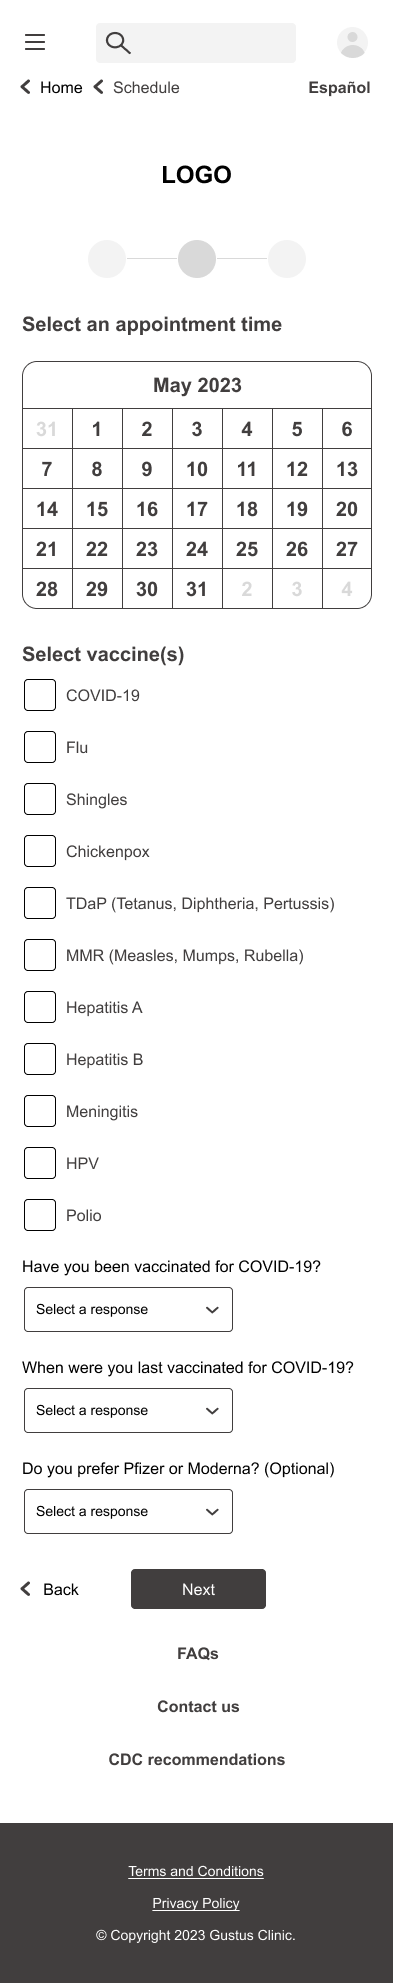 Home Schedule Español
LOGO
Select an appointment time
May 2023
31 1 2 3 4 5 6
7 8 9 10 11 12 13
14 15 16 17 18 19 20
21 22 23 24 25 26 27
28 29 30 31 2 3 4
Select vaccine(s)
COVID-19
Flu
Shingles
Chickenpox
TDaP (Tetanus, Diphtheria, Pertussis)
MMR (Measles, Mumps, Rubella)
Hepatitis A
Hepatitis B
Meningitis
HPV
Polio
Have you been vaccinated for COVID-19?
Select a response
When were you last vaccinated for COVID-19?
Select a response
Do you prefer Pfizer or Moderna? (Optional)
Select a response
Back Next
FAQs
Contact us
CDC recommendations
Terms and Conditions
Privacy Policy
© Copyright 2023 Gustus Clinic.